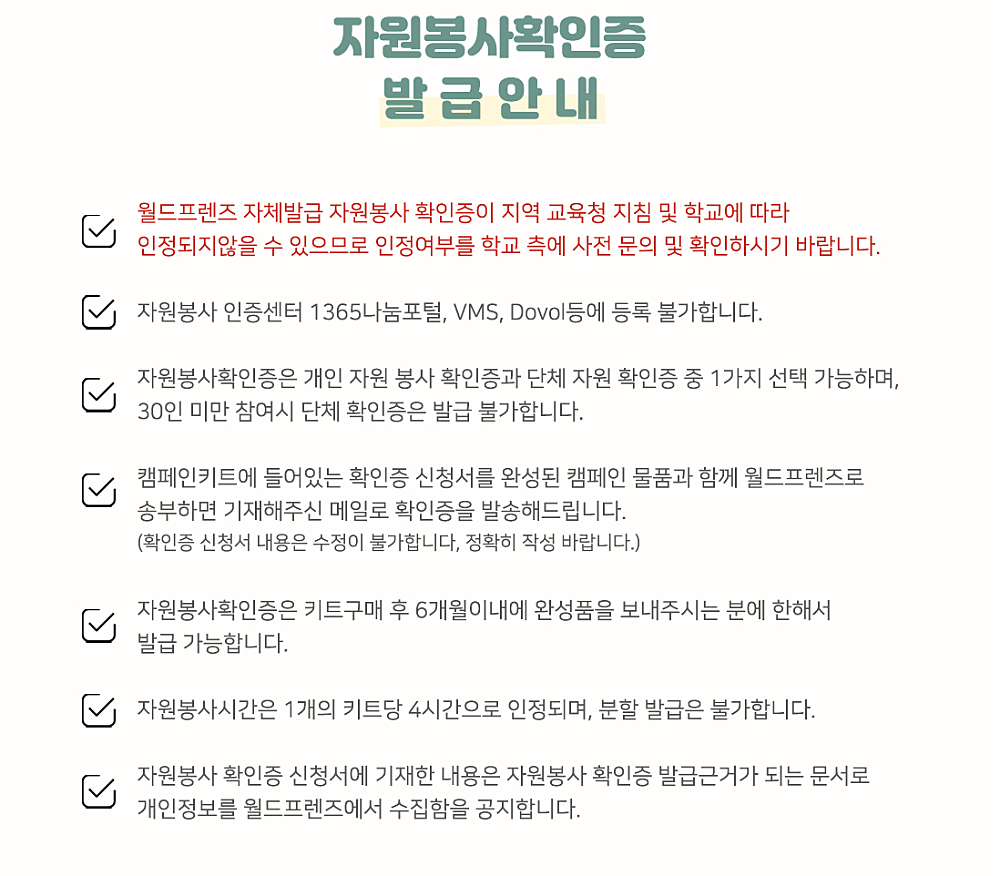 자원봉사확인증
발급안내
월드프렌즈 자체발급 자원봉사 확인증이 지역 교육청 지침 및 학교에 따라
인정되지않을 수 있으므로 인정여부를 학교 측에 사전 문의 및 확인하시기 바랍니다.
자원봉사 인증센터 1365나눔포털, VMS, Dovol등에 등록 불가합니다.
자원봉사확인증은 개인 자원 봉사 확인증과 단체 자원 확인증 중 1가지 선택 가능하며,
30인 미만 참여시 단체 확인증은 발급 불가합니다.
캠페인키트에 들어있는 확인증 신청서를 완성된 캠페인 물품과 함께 월드프렌즈로
송부하면 기재해주신 메일로 확인증을 발송해드립니다.
(확인증 신청서 내용은 수정이 불가합니다, 정확히 작성 바랍니다.)
자원봉사확인증은 키트구매 후 6개월이내에 완성품을 보내주시는 분에 한해서
발급 가능합니다.
자원봉사시간은 1개의 키트당 4시간으로 인정되며, 분할 발급은 불가합니다.
자원봉사 확인증 신청서에 기재한 내용은 자원봉사 확인증 발급근거가 되는 문서로
개인정보를 월드프렌즈에서 수집함을 공지합니다.